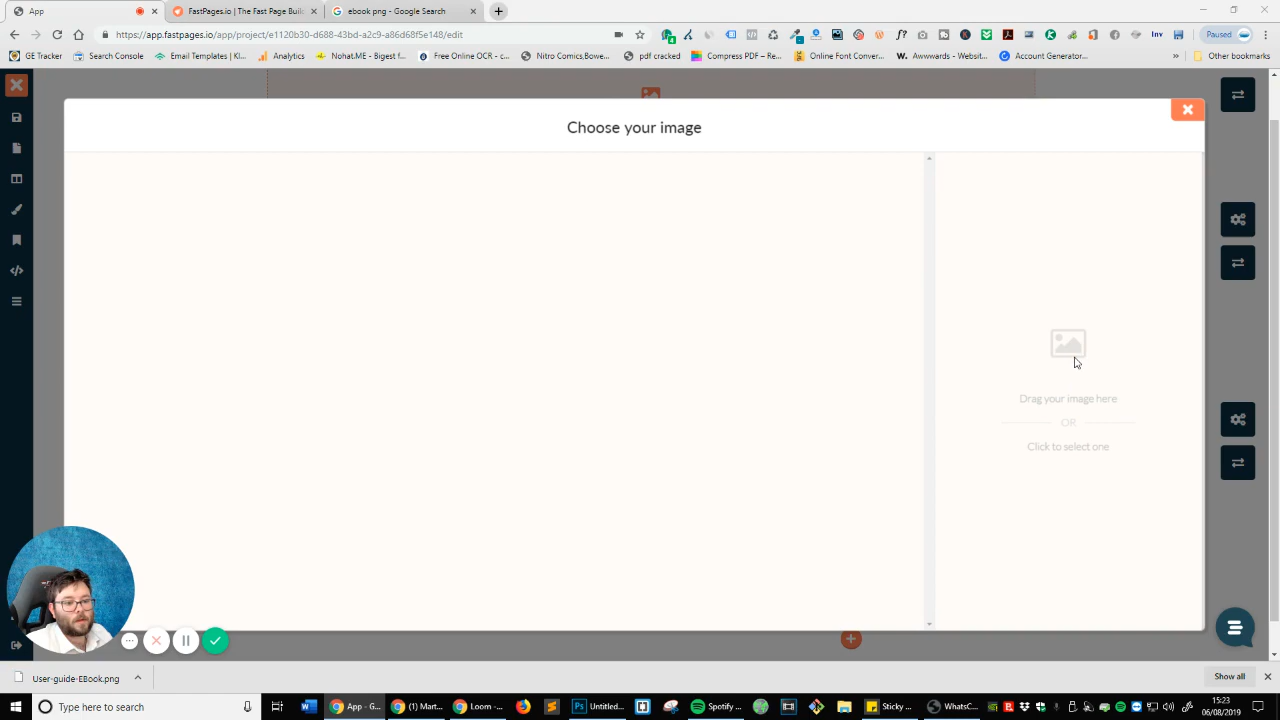 App
FastPages.io | The Fast Page Buil
ebook png - Google Search
https://app.fastpages.io/app/project/e1120b30-d688-43bd-a2c9-a86d68f5e148/edit
Paused
GE Tracker
Search Console
Email Templates | Kl...
Analytics
NohatME - Bigest f...
Free Online OCR - c...
Nitro Comics,Bowe...
pdf cracked
Compress PDF – Re...
Online Font Conver...
Awwwards - Websit...
Account Generator...
»
Other bookmarks
Choose your image
Drag your image here
OR
Click to select one
User-guide-EBook.png
Show all
Type here to search
App - G...
(1) Mart...
Loom -...
Untitled...
Spotify ...
Sticky ...
WhatsC...
15:23
06/08/2019